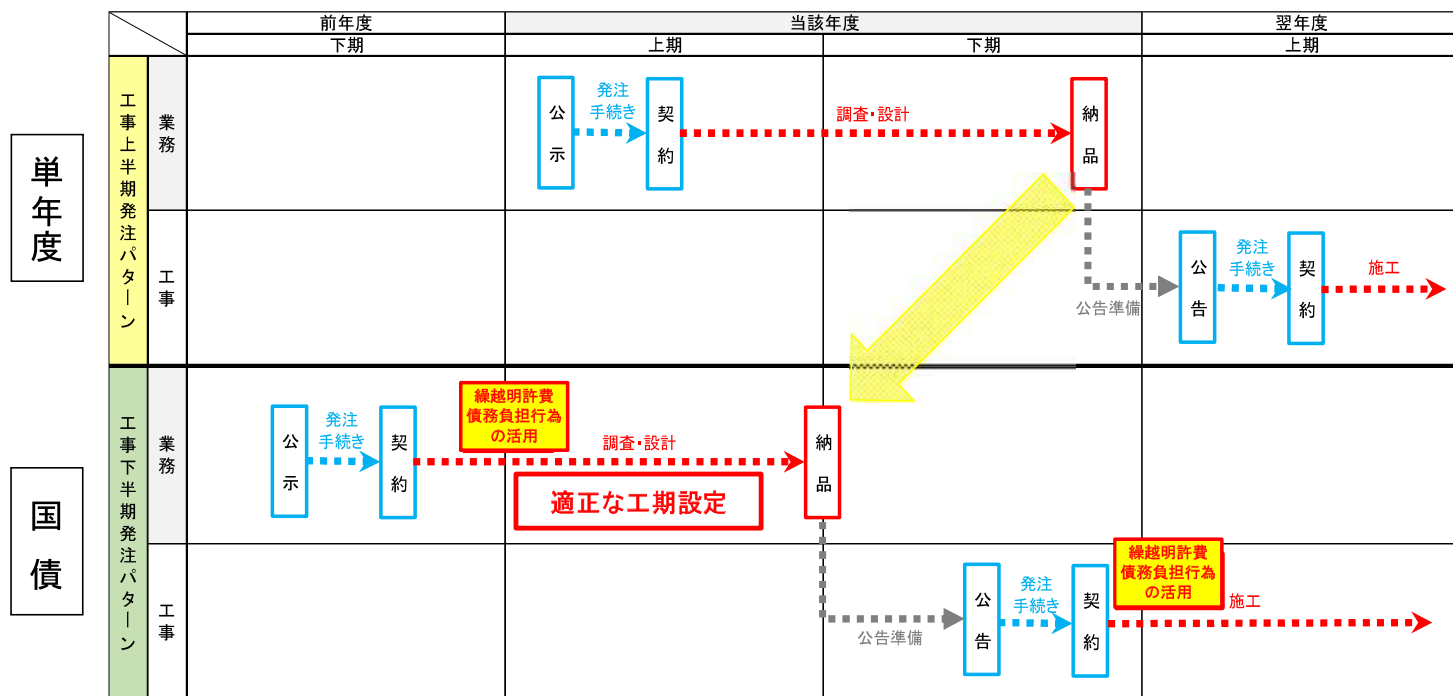 前年度
当該年度
翌年度
下期
上期
下期
上期
単年度
工事上半期発注パターン
業務
公示
発注
手続き
契約
調査・設計
納品
工事
公告準備
公告
発注
手続き
契約
施工
国債
工事下半期発注パターン
業務
公示
発注
手続き
契約
繰越明許費
債務負担行為
の活用
調査・設計
適正な工期設定
納品
工事
公告準備
公告
発注
手続き
契約
繰越明許費
債務負担行為
の活用
施工